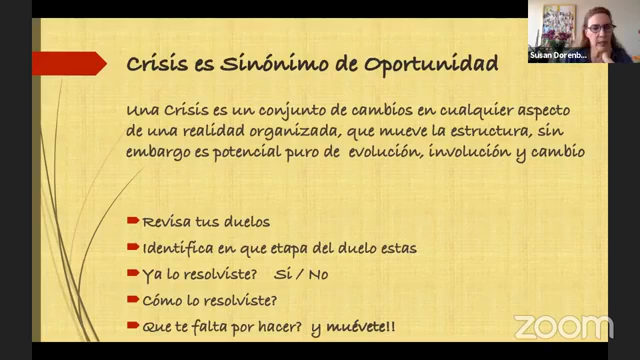 Crisis es Sinónimo de Oportunidad
Susan Dorenb...
Una Crisis es un conjunto de cambios en cualquier aspecto
de una realidad organizada, que mueve la estructura, sin
embargo es potencial puro de evolución, involución y cambio
Revisa tus duelos
Identifica en que etapa del duelo estas
Ya lo resolviste? Si / No
Cómo lo resolviste?
Que te falta por hacer? y muévete!!
zoom